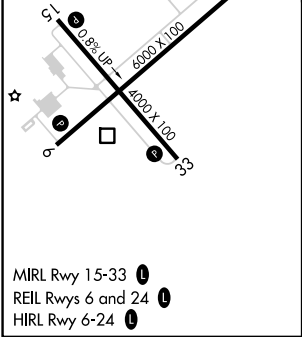 15
P
0.8% UP
6000 X 100
4000 X 100
P
6
P
33
MIRL Rwy 15-33 L
REIL Rwys 6 and 24 L
HIRL Rwy 6-24 L